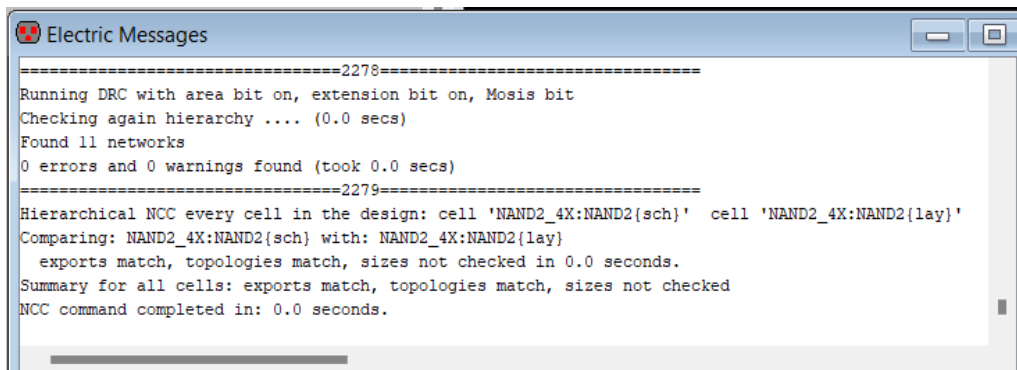 Electric Messages
=================================2278=================================
Running DRC with area bit on, extension bit on, Mosis bit
Checking again hierarchy .... (0.0 secs)
Found 11 networks
0 errors and 0 warnings found (took 0.0 secs)
=================================2279=================================
Hierarchical NCC every cell in the design: cell 'NAND2_4X:NAND2{sch}'  cell 'NAND2_4X:NAND2{lay}'
Comparing: NAND2_4X:NAND2{sch} with: NAND2_4X:NAND2{lay}
  exports match, topologies match, sizes not checked in 0.0 seconds.
Summary for all cells: exports match, topologies match, sizes not checked
NCC command completed in: 0.0 seconds.